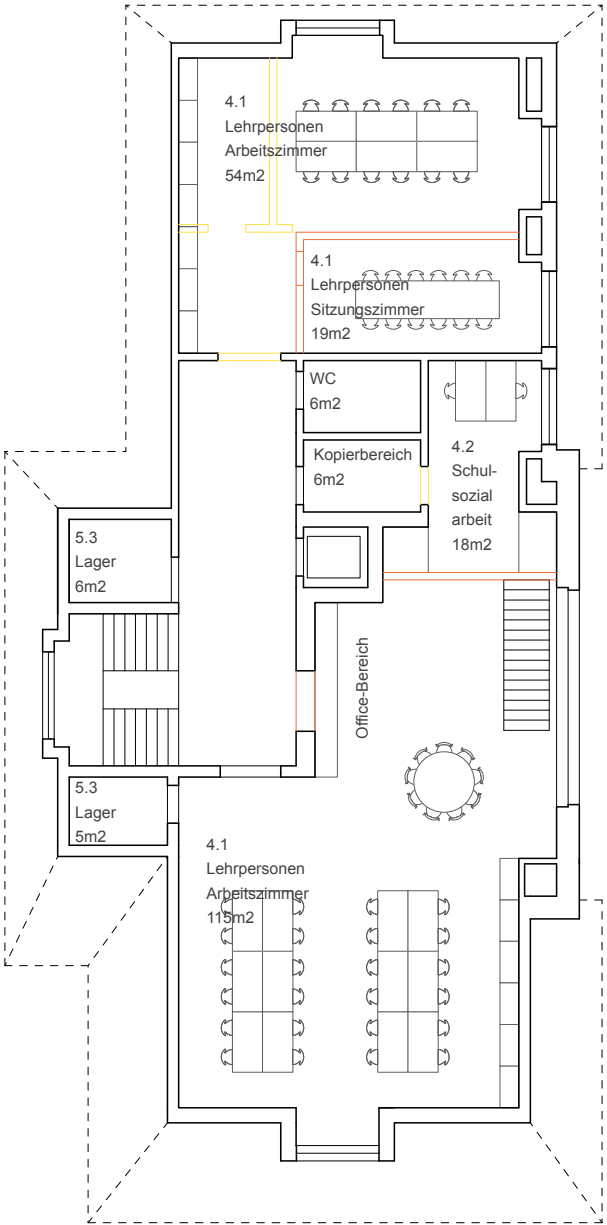 4.1
Lehrpersonen
Arbeitszimmer
54m2
4.1
Lehrpersonen
Sitzungszimmer
19m2
WC
6m2
Kopierbereich
6m2
4.2
Schul-
sozial
arbeit
18m2
5.3
Lager
6m2
Office-Bereich
5.3
Lager
5m2
4.1
Lehrpersonen
Arbeitszimmer
115m2